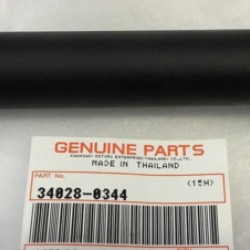 GENUINE PARTS
KAWASAKI MOTORS ENTERPRISE(THAILAND) CO.,LTD.
MADE IN THAILAND
PART No.
(15H)
34028-0344